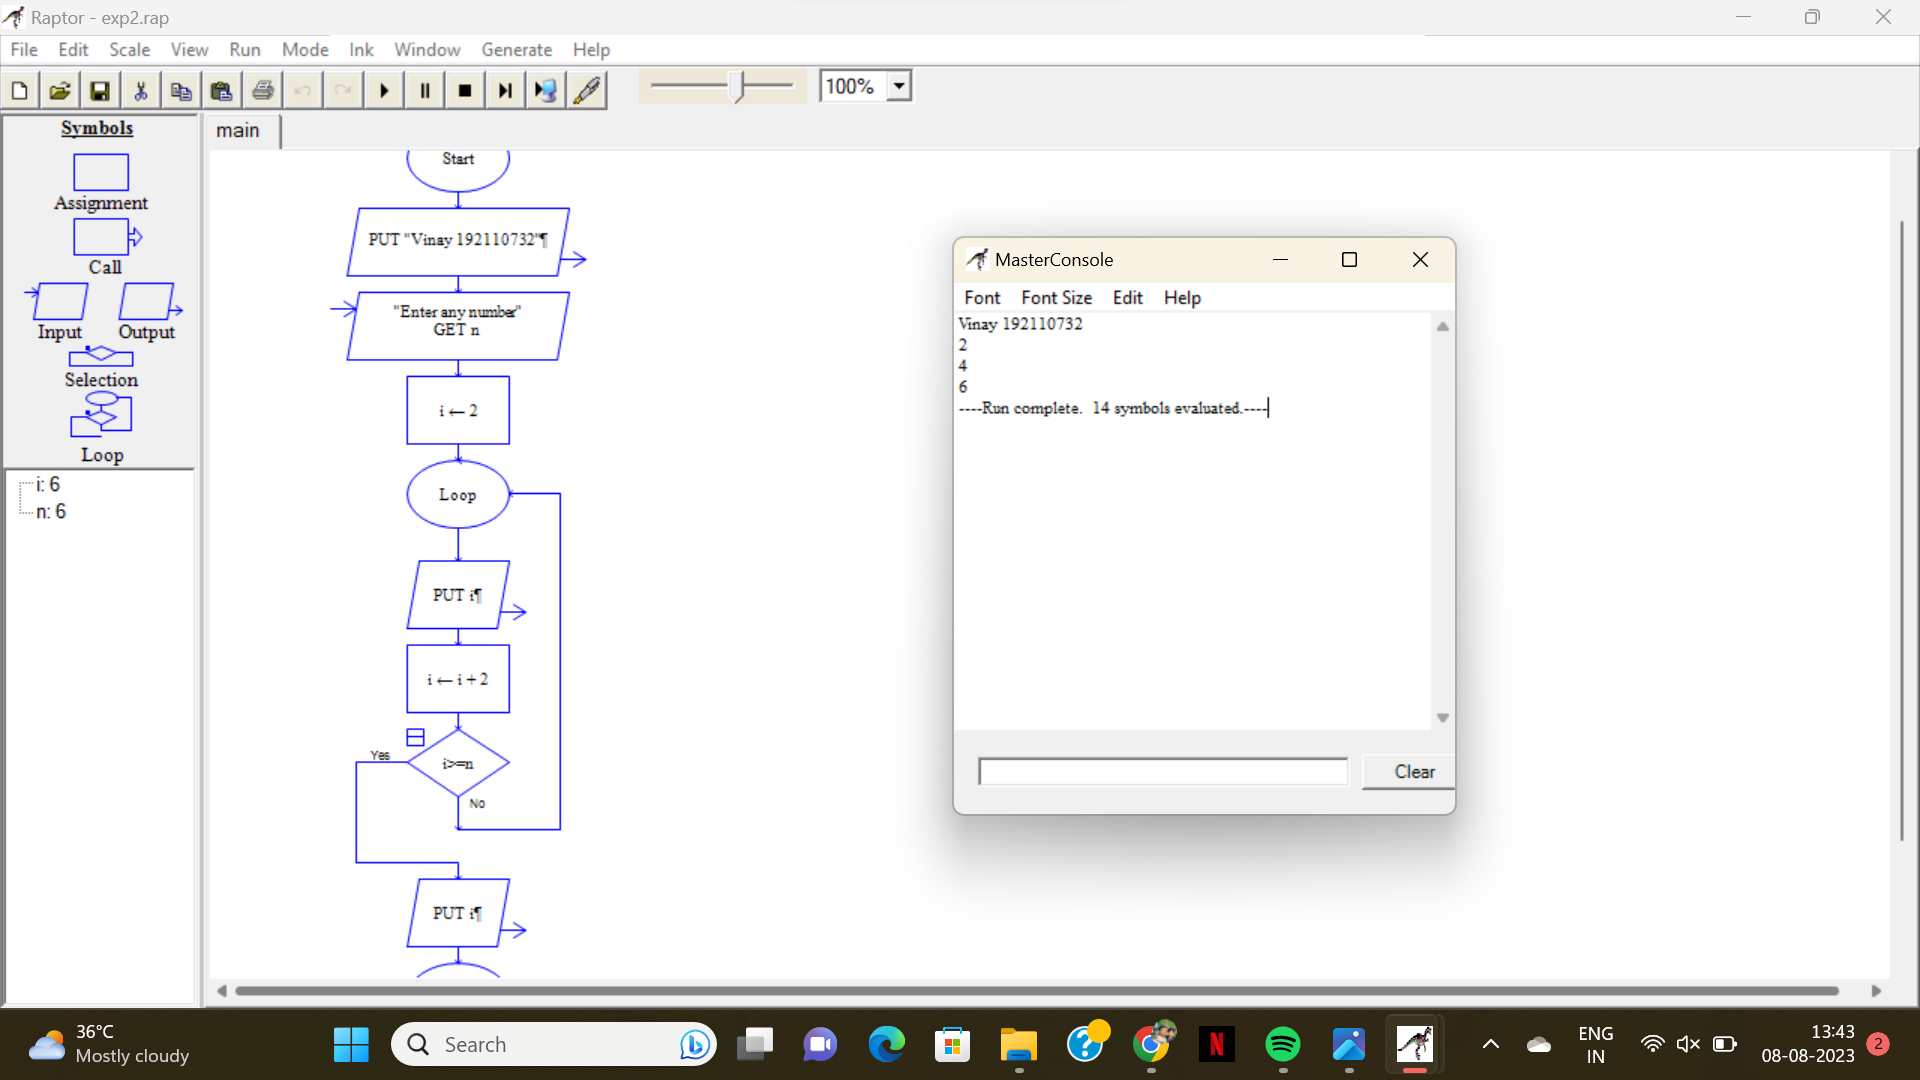 Raptor - exp2.rap
File Edit Scale View Run Mode Ink Window Generate Help
100%
Symbols
Assignment
Call
Input Output
Selection
Loop
i: 6
n: 6
main
Start
PUT "Vinay 192110732"¶
"Enter any number"
GET n
i ← 2
Loop
PUT i¶
i ← i + 2
Yes
i>=n
No
PUT i¶
MasterConsole
Font Font Size Edit Help
Vinay 192110732
2
4
6
----Run complete.  14 symbols evaluated.----
Clear
36°C
Mostly cloudy
Search
N
ENG
IN
13:43
08-08-2023
2